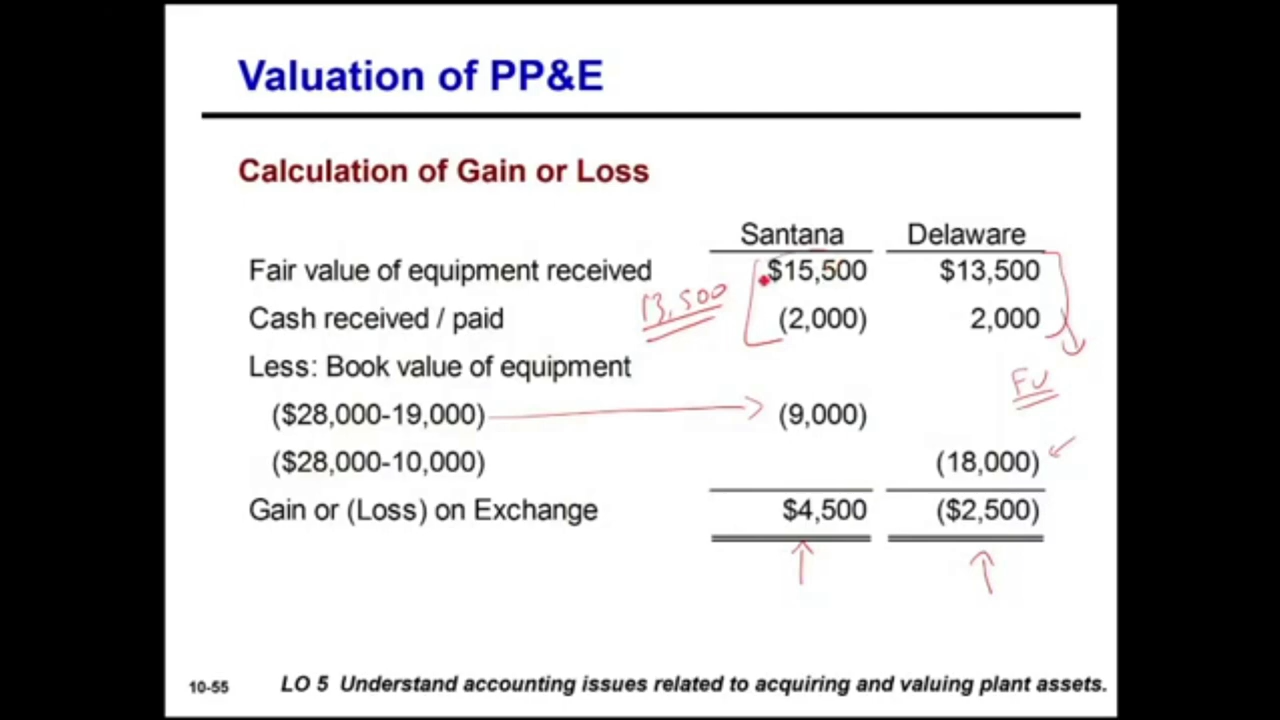 Valuation of PP&E
Calculation of Gain or Loss
Santana Delaware
Fair value of equipment received $15,500 $13,500
13,500
Cash received / paid (2,000) 2,000
Less: Book value of equipment
FV
($28,000-19,000) (9,000)
($28,000-10,000) (18,000)
Gain or (Loss) on Exchange $4,500 ($2,500)
10-55 LO 5 Understand accounting issues related to acquiring and valuing plant assets.